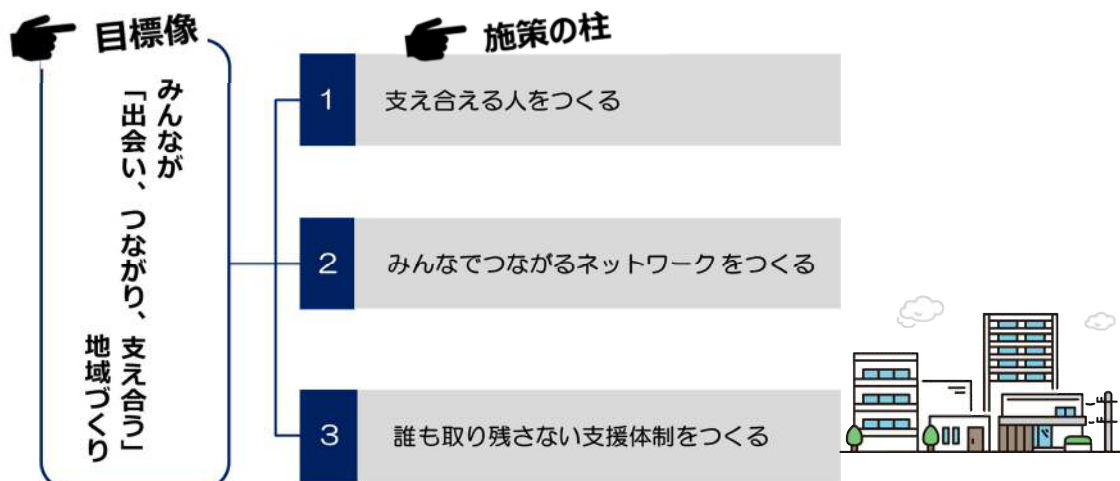 目標像
みんなが
「出会い、つながり、支え合う」
地域づくり
施策の柱
1
支え合える人をつくる
2
みんなでつながるネットワークをつくる
3
誰も取り残さない支援体制をつくる